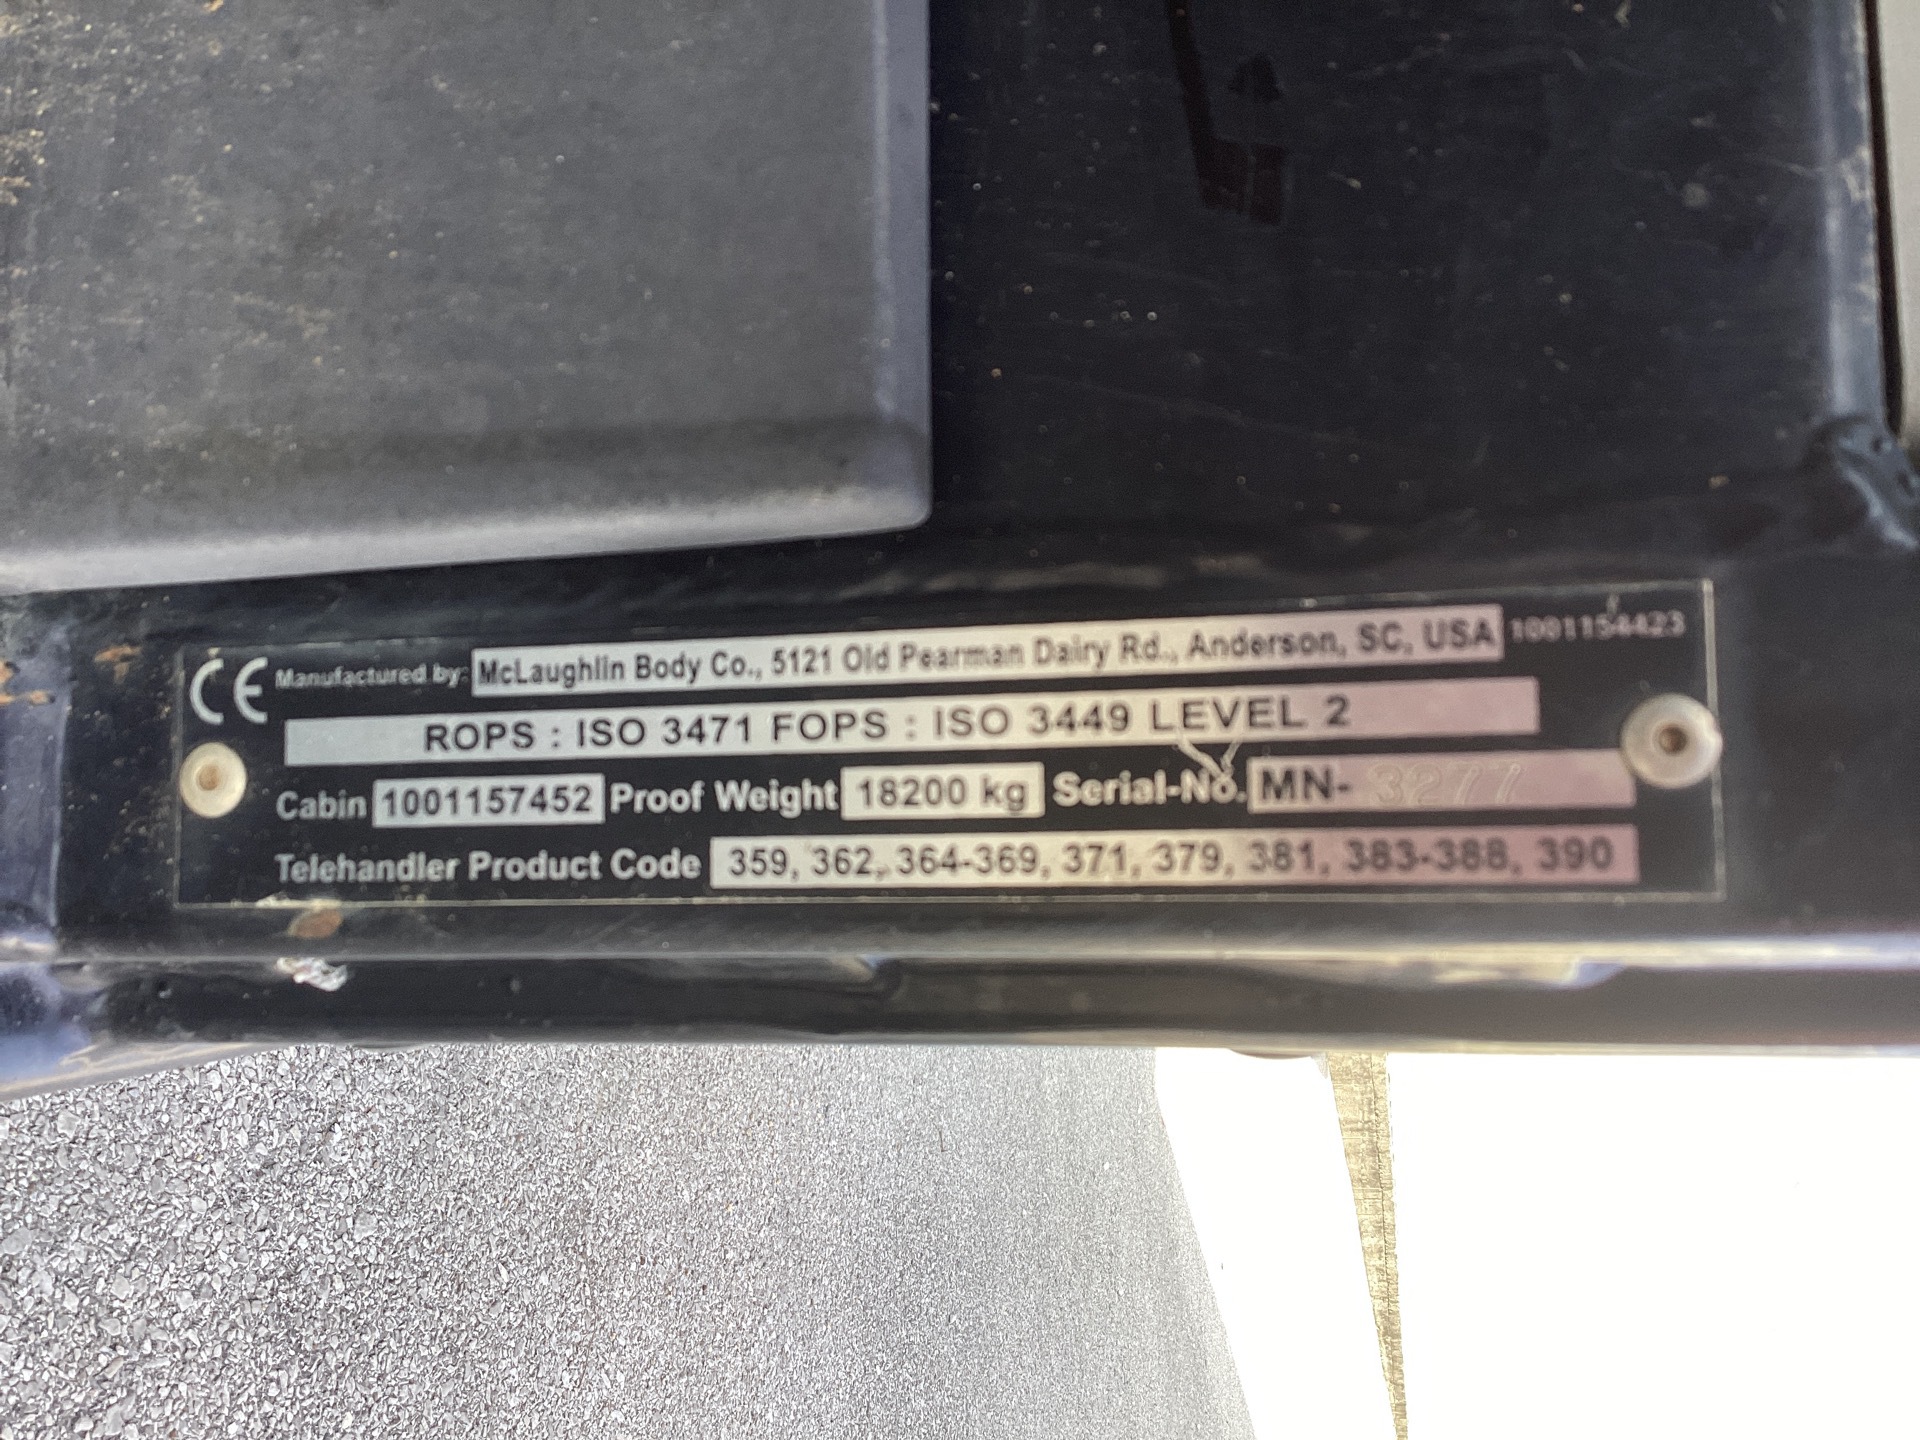 CE Manufactured by: McLaughlin Body Co., 5121 Old Pearman Dairy Rd., Anderson, SC, USA 1001154423
ROPS : ISO 3471 FOPS : ISO 3449 LEVEL 2
Cabin 1001157452 Proof Weight 18200 kg Serial-No. MN- 3277
Telehandler Product Code 359, 362, 364-369, 371, 379, 381, 383-388, 390